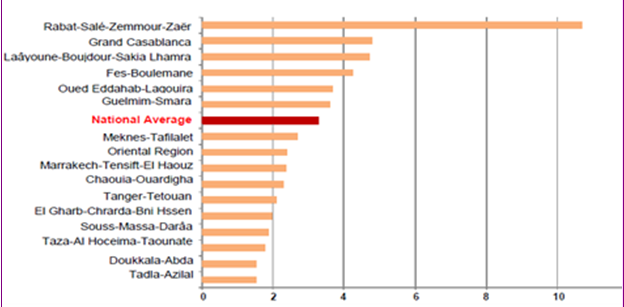 Rabat-Salé-Zemmour-Zaër
Grand Casablanca
Laâyoune-Boujdour-Sakia Lhamra
Fes-Boulemane
Oued Eddahab-Lagouira
Guelmim-Smara
National Average
Meknes-Tafilalet
Oriental Region
Marrakech-Tensift-El Haouz
Chaouia-Ouardigha
Tanger-Tetouan
El Gharb-Chrarda-Bni Hssen
Souss-Massa-Darâa
Taza-Al Hoceima-Taounate
Doukkala-Abda
Tadla-Azilal
0 2 4 6 8 10